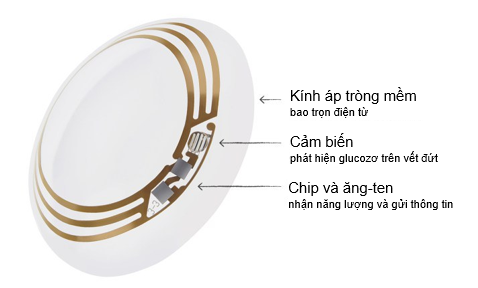 Kính áp tròng mềm
bao trọn điện từ
Cảm biến
phát hiện glucozơ trên vết đứt
Chip và ăng-ten
nhận năng lượng và gửi thông tin